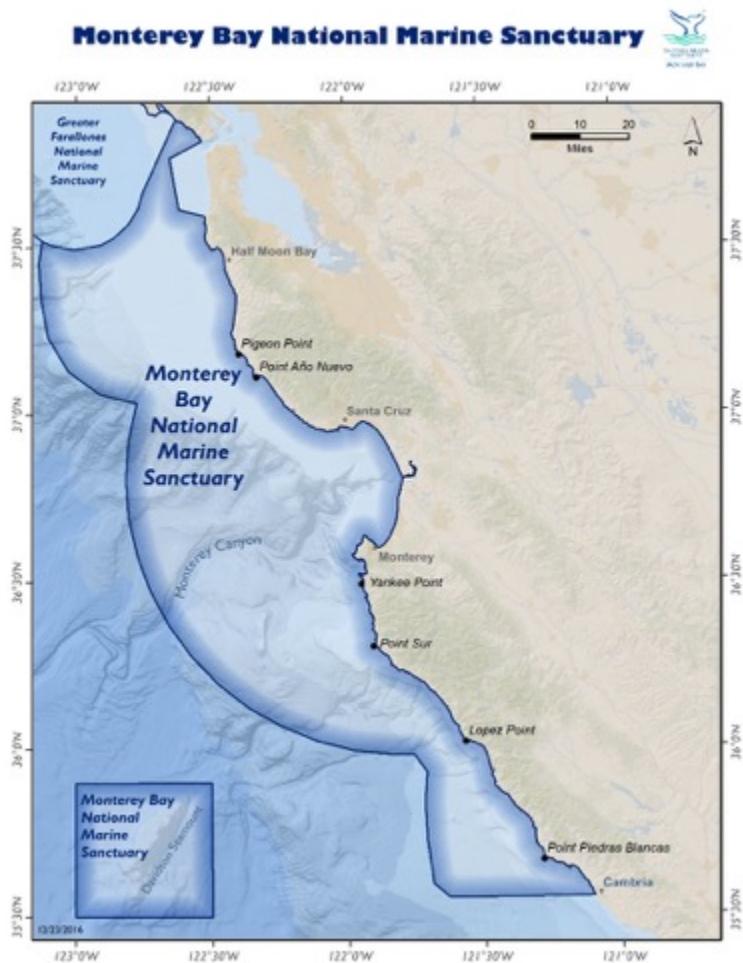 Monterey Bay National Marine Sanctuary
123°0'W
122°30'W
122°0'W
121°30'W
121°0'W
Greater
Farallones
National
Marine
Sanctuary
0 10 20
Miles
N
37°30'N
37°30'N
Half Moon Bay
Pigeon Point
Point Año Nuevo
Monterey
Bay
National
Marine
Sanctuary
Santa Cruz
37°0'N
37°0'N
Monterey Canyon
Monterey
Yankee Point
36°30'N
36°30'N
Point Sur
Lopez Point
36°0'N
36°0'N
Monterey Bay
National
Marine
Sanctuary
Davidson Seamount
Point Piedras Blancas
Cambria
35°30'N
35°30'N
12/23/2016
123°0'W
122°30'W
122°0'W
121°30'W
121°0'W